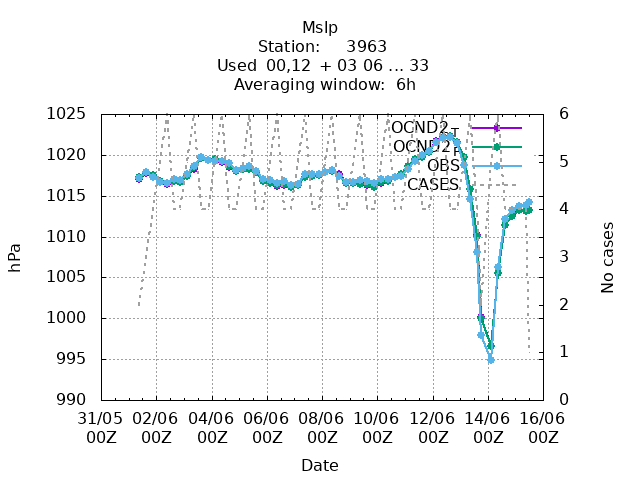 Mslp
Station: 3963
Used 00,12 + 03 06 ... 33
Averaging window: 6h
hPa
No cases
1025
1020
1015
1010
1005
1000
995
990
6
5
4
3
2
1
0
OCND2_T
OCND2_T
OBS
CASES
31/05 02/06 04/06 06/06 08/06 10/06 12/06 14/06 16/06
00Z 00Z 00Z 00Z 00Z 00Z 00Z 00Z 00Z
Date